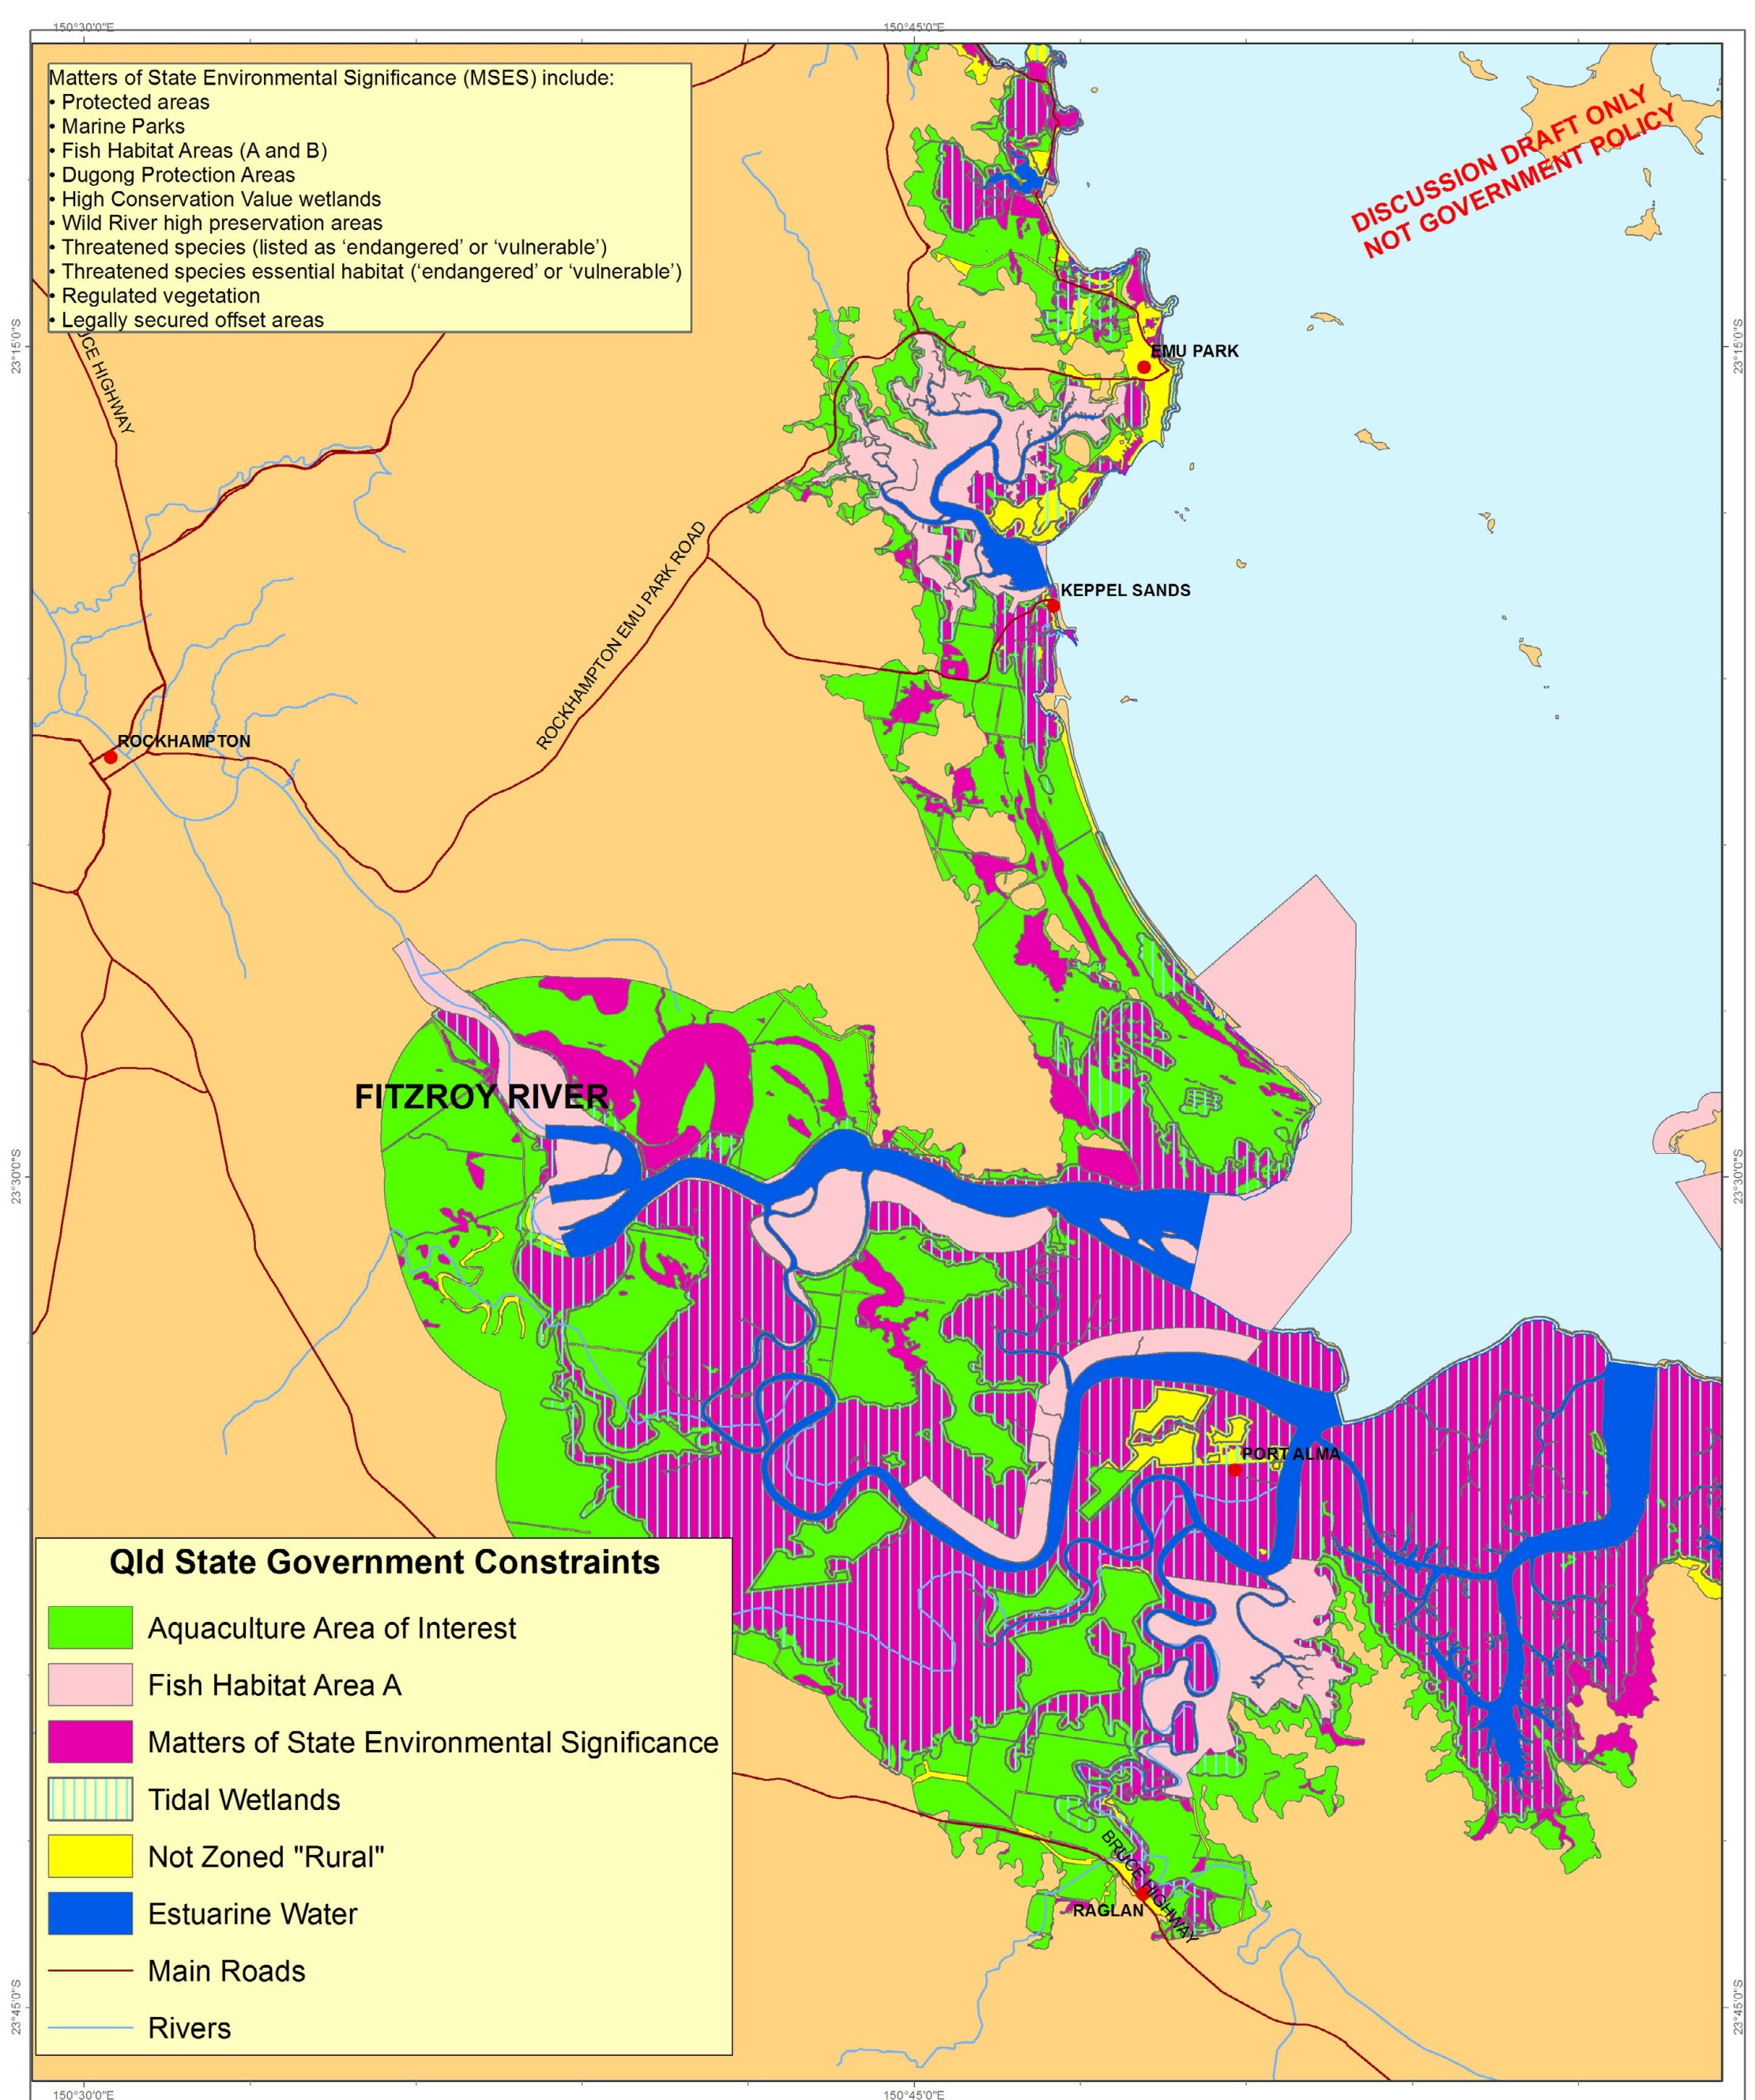 150°30'0"E
150°45'0"E
Matters of State Environmental Significance (MSES) include:
• Protected areas
• Marine Parks
• Fish Habitat Areas (A and B)
• Dugong Protection Areas
• High Conservation Value wetlands
• Wild River high preservation areas
• Threatened species (listed as ‘endangered’ or ‘vulnerable’)
• Threatened species essential habitat (‘endangered’ or ‘vulnerable’)
• Regulated vegetation
• Legally secured offset areas
DISCUSSION DRAFT ONLY
NOT GOVERNMENT POLICY
23°15'0"S
23°15'0"S
UCE HIGHWAY
EMU PARK
KEPPEL SANDS
ROCKHAMPTON EMU PARK ROAD
ROCKHAMPTON
FITZROY RIVER
23°30'0"S
23°30'0"S
PORT ALMA
BRUCE HIGHWAY
RAGLAN
Qld State Government Constraints
Aquaculture Area of Interest
Fish Habitat Area A
Matters of State Environmental Significance
Tidal Wetlands
Not Zoned "Rural"
Estuarine Water
Main Roads
Rivers
23°45'0"S
23°45'0"S
150°30'0"E
150°45'0"E